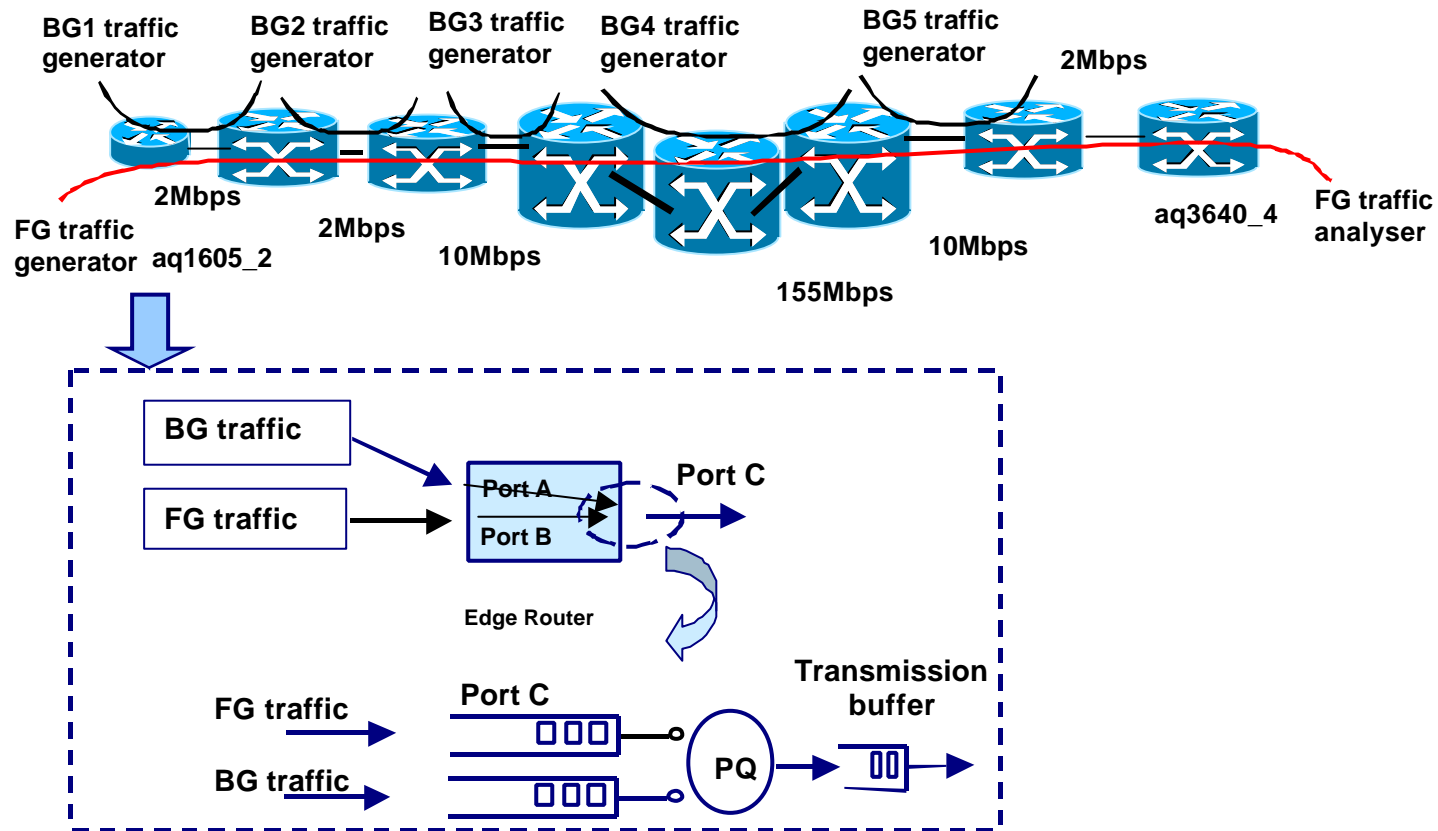 BG1 traffic
generator
BG2 traffic
generator
BG3 traffic
generator
BG4 traffic
generator
BG5 traffic
generator
2Mbps
2Mbps
2Mbps
10Mbps
155Mbps
10Mbps
aq3640_4
FG traffic
analyser
FG traffic
generator
aq1605_2
BG traffic
FG traffic
Port A
Port B
Port C
Edge Router
FG traffic
BG traffic
Port C
PQ
Transmission
buffer